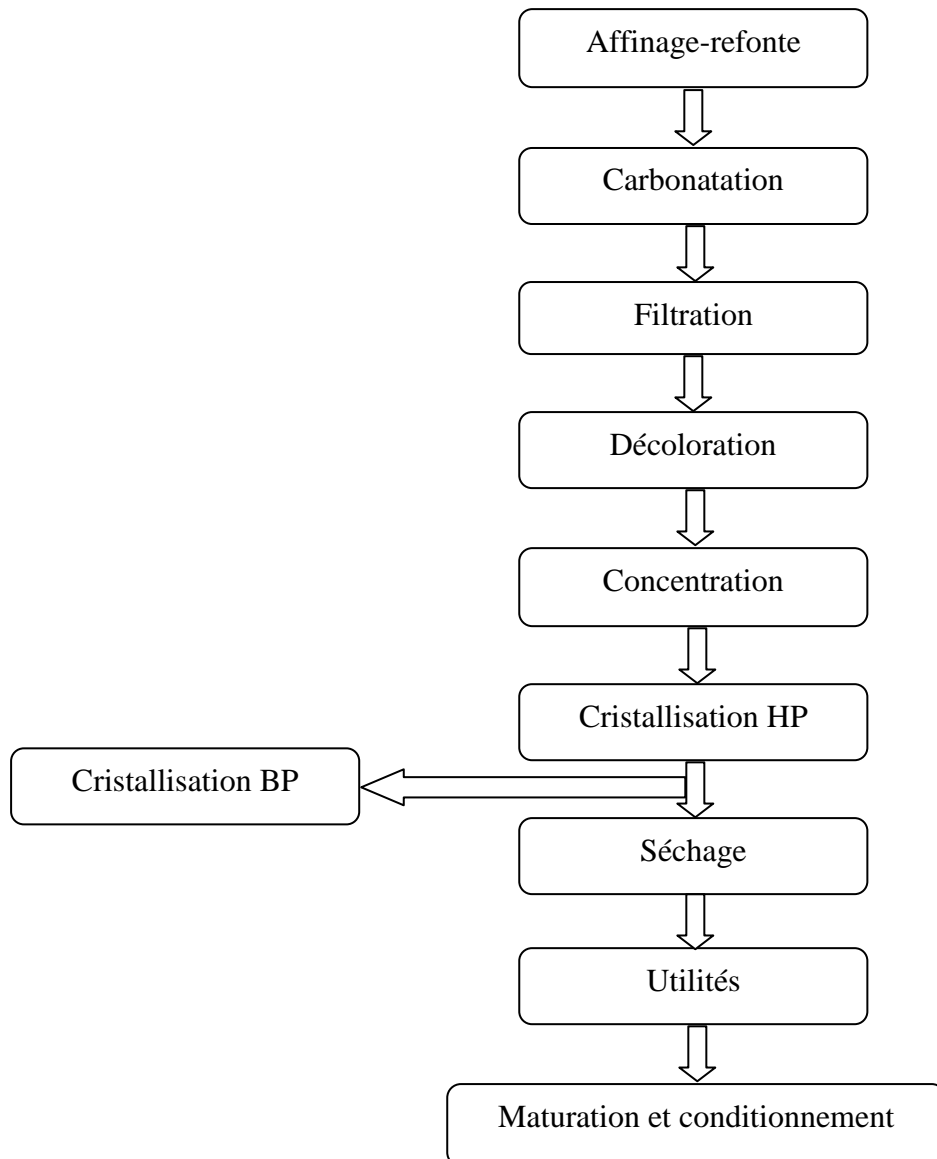 Affinage-refonte
Carbonatation
Filtration
Décoloration
Concentration
Cristallisation HP
Cristallisation BP
Séchage
Utilités
Maturation et conditionnement